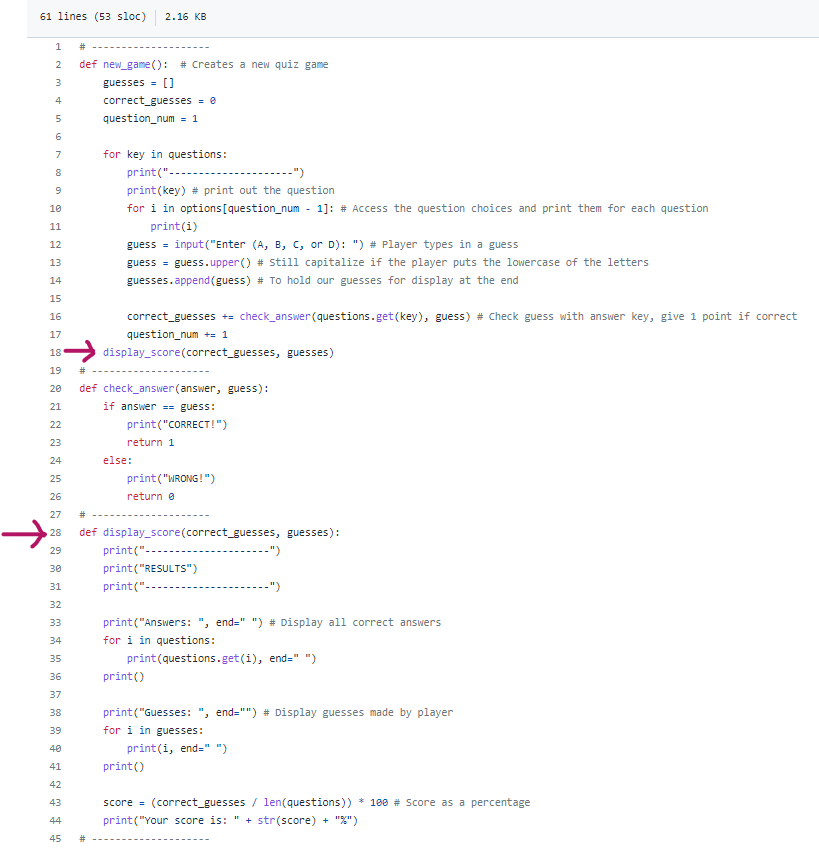 61 lines (53 sloc) 2.16 KB
1 # --------------------
2 def new_game():  # Creates a new quiz game
3     guesses = []
4     correct_guesses = 0
5     question_num = 1
6
7     for key in questions:
8         print("---------------------")
9         print(key) # print out the question
10         for i in options[question_num - 1]: # Access the question choices and print them for each question
11             print(i)
12         guess = input("Enter (A, B, C, or D): ") # Player types in a guess
13         guess = guess.upper() # Still capitalize if the player puts the lowercase of the letters
14         guesses.append(guess) # To hold our guesses for display at the end
15
16         correct_guesses += check_answer(questions.get(key), guess) # Check guess with answer key, give 1 point if correct
17         question_num += 1
18     display_score(correct_guesses, guesses)
19 # --------------------
20 def check_answer(answer, guess):
21     if answer == guess:
22         print("CORRECT!")
23         return 1
24     else:
25         print("WRONG!")
26         return 0
27 # --------------------
28 def display_score(correct_guesses, guesses):
29     print("---------------------")
30     print("RESULTS")
31     print("---------------------")
32
33     print("Answers: ", end=" ") # Display all correct answers
34     for i in questions:
35         print(questions.get(i), end=" ")
36     print()
37
38     print("Guesses: ", end="") # Display guesses made by player
39     for i in guesses:
40         print(i, end=" ")
41     print()
42
43     score = (correct_guesses / len(questions)) * 100 # Score as a percentage
44     print("Your score is: " + str(score) + "%")
45 # --------------------